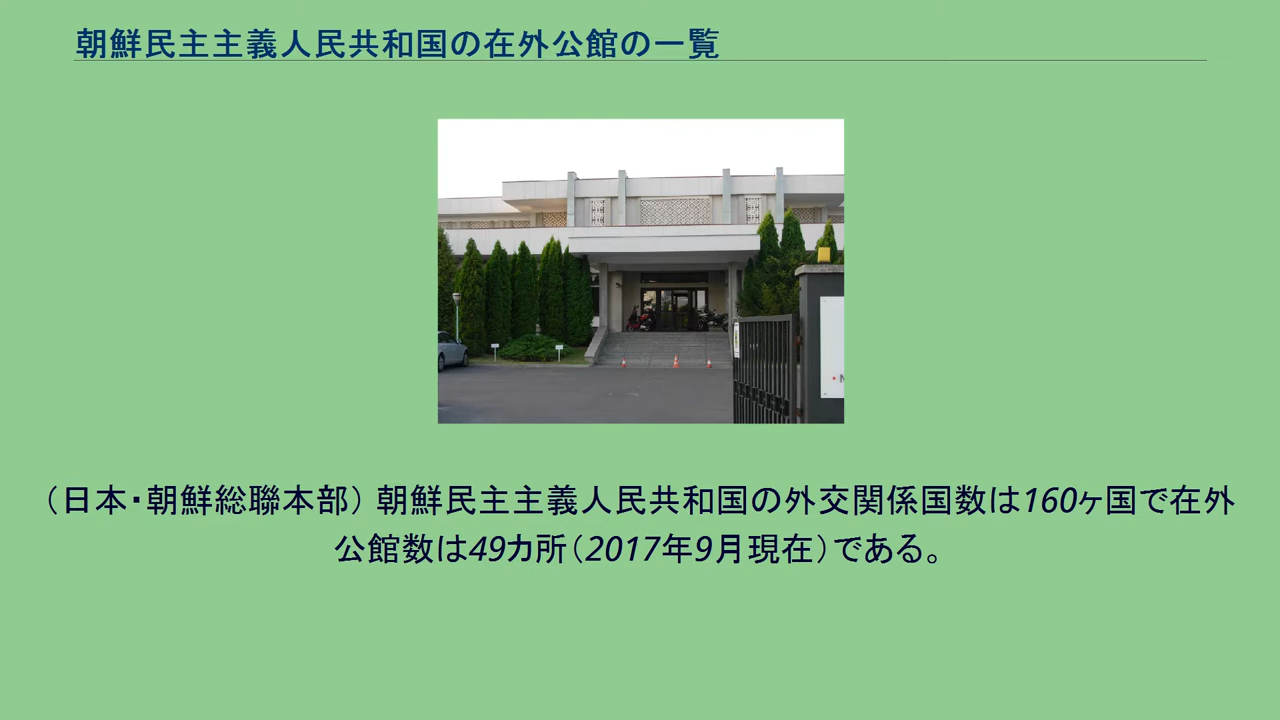 朝鮮民主主義人民共和国の在外公館の一覧
（日本・朝鮮総聯本部）朝鮮民主主義人民共和国の外交関係国数は160ヶ国で在外
公館数は49カ所（2017年9月現在）である。